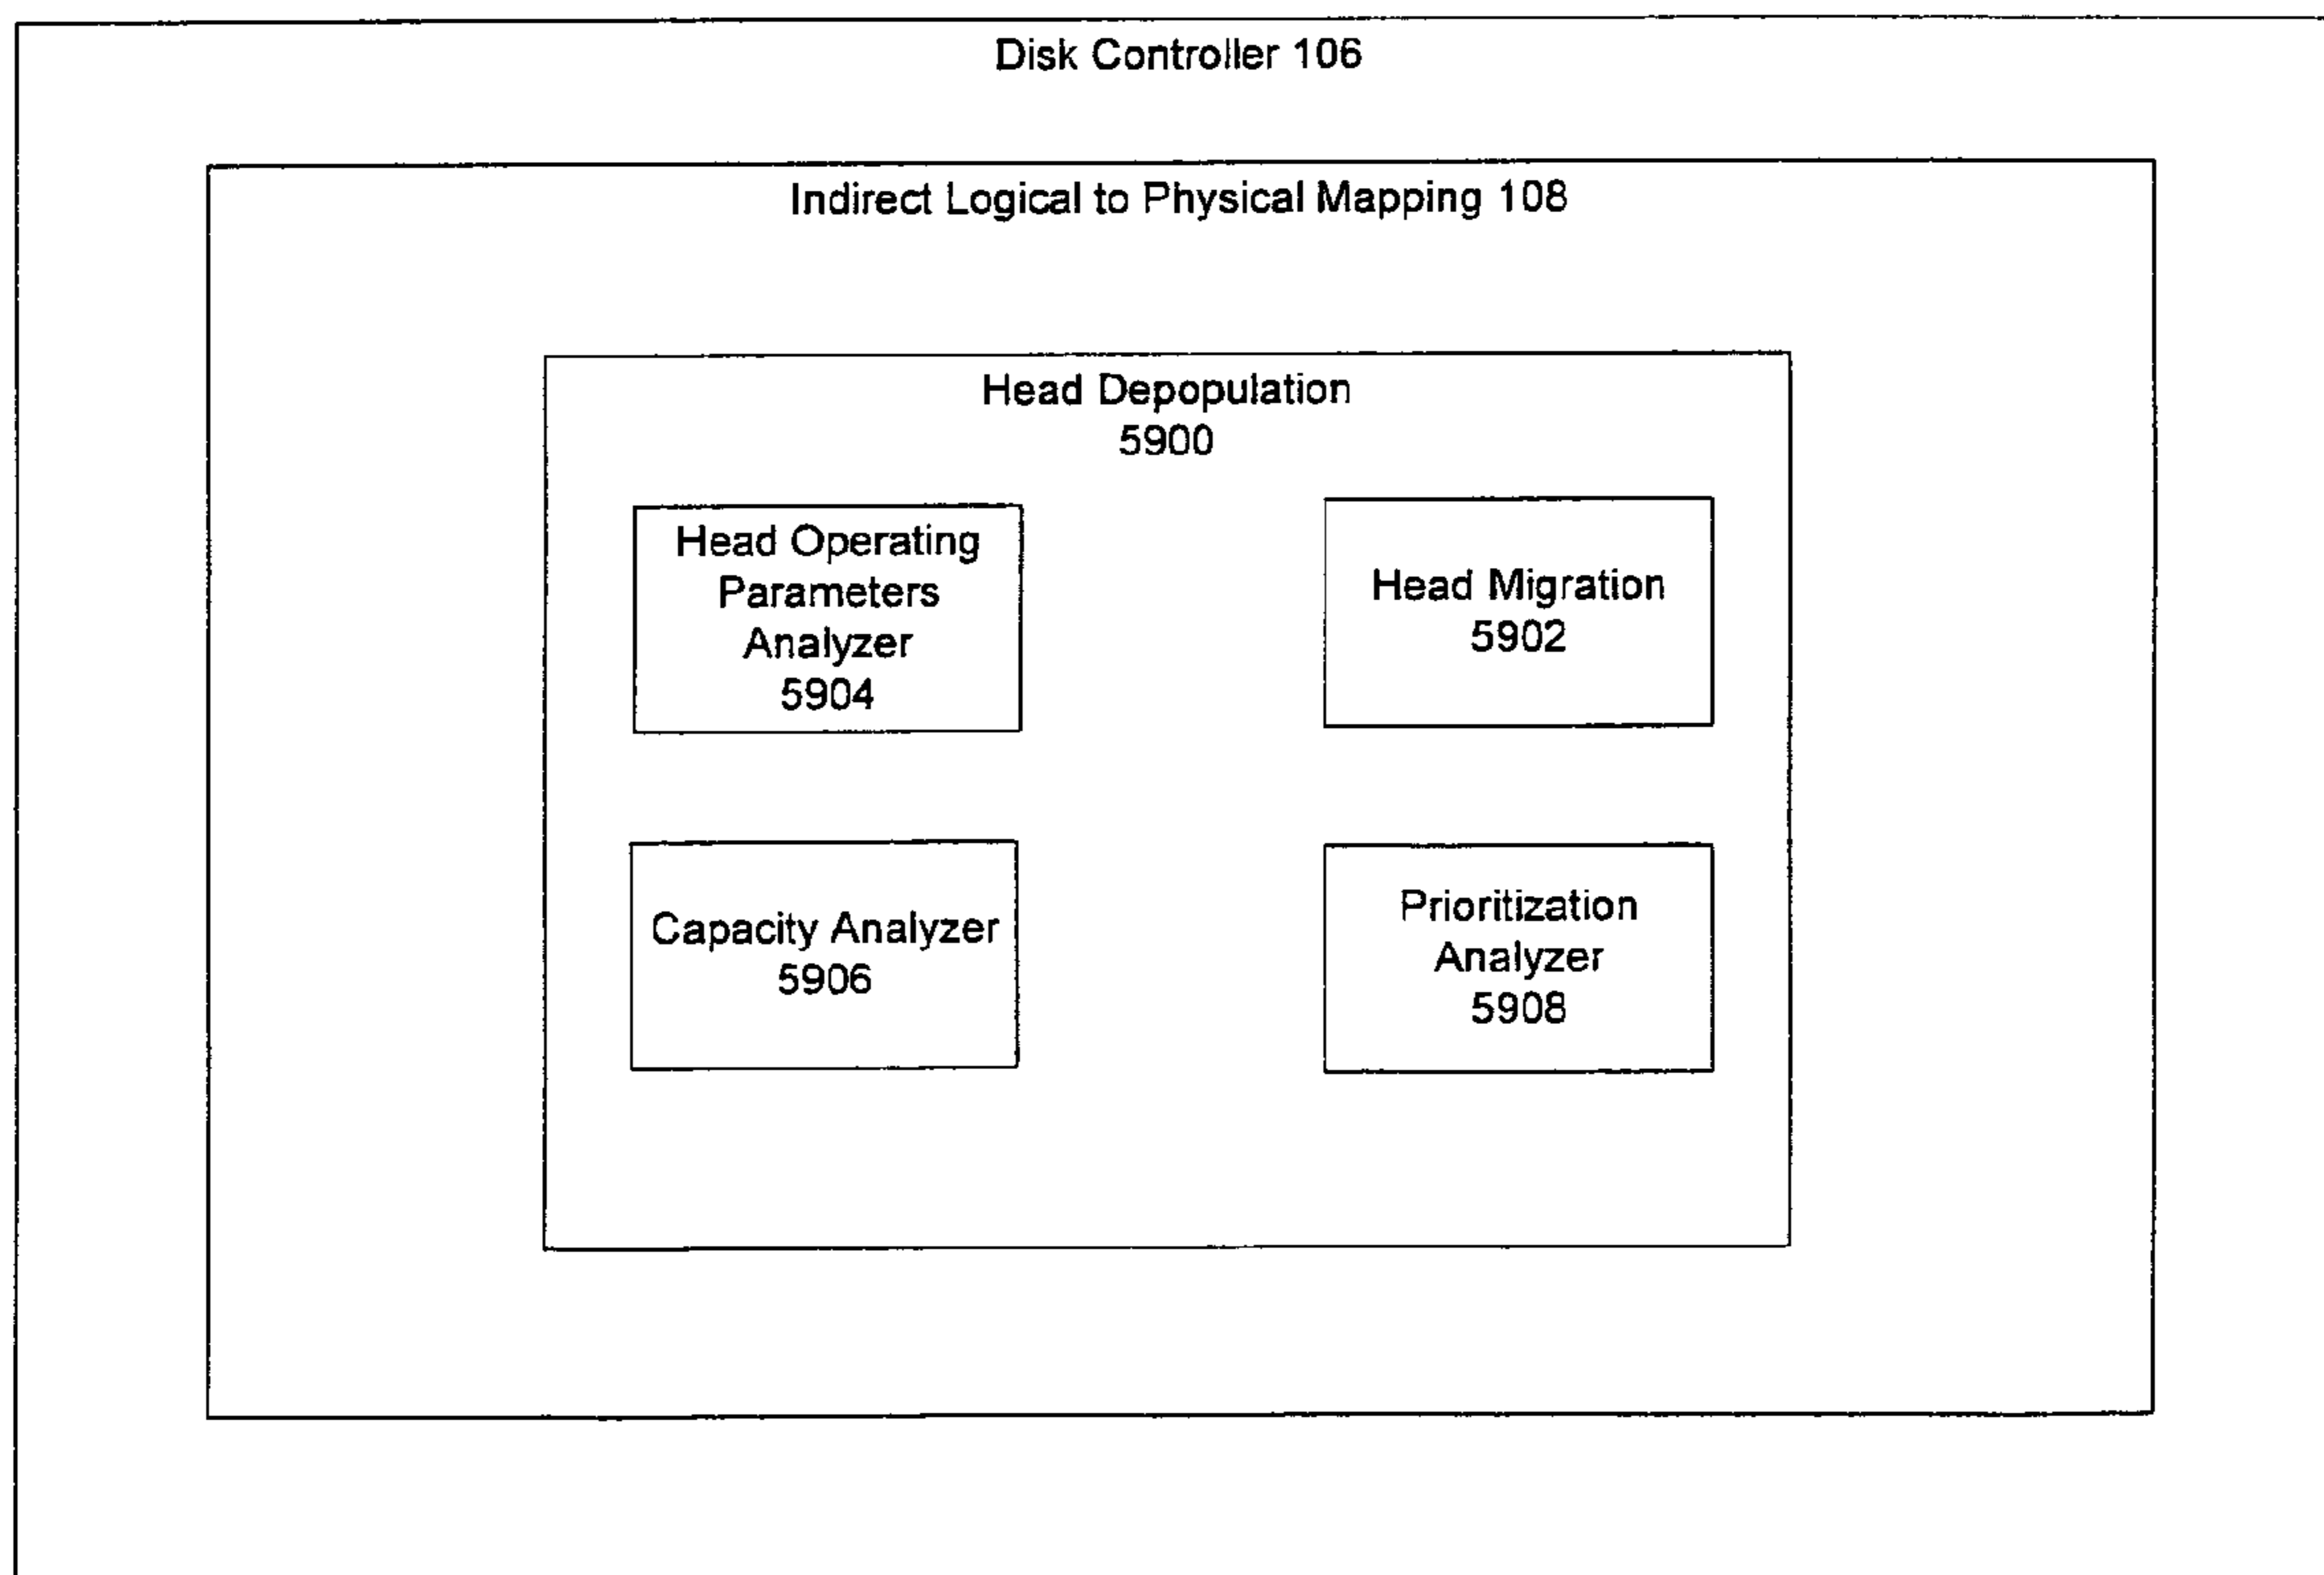 Disk Controller 106
Indirect Logical to Physical Mapping 108
Head Depopulation
5900
Head Operating
Parameters
Analyzer
5904
Head Migration
5902
Capacity Analyzer
5906
Prioritization
Analyzer
5908